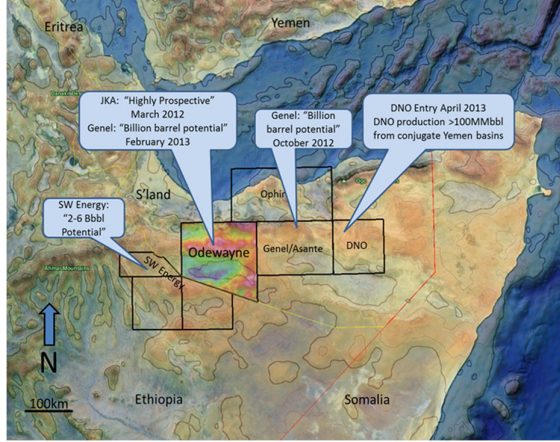 Eritrea
Yemen
JKA: “Highly Prospective”
March 2012
Genel: “Billion barrel potential”
February 2013
Genel: “Billion
barrel potential”
October 2012
DNO Entry April 2013
DNO production >100MMbbl
from conjugate Yemen basins
S’land
Ophir
SW Energy:
“2-6 Bbbl
Potential”
Odewayne
Genel/Asante
DNO
SW Energy
N
100km
Ethiopia
Somalia